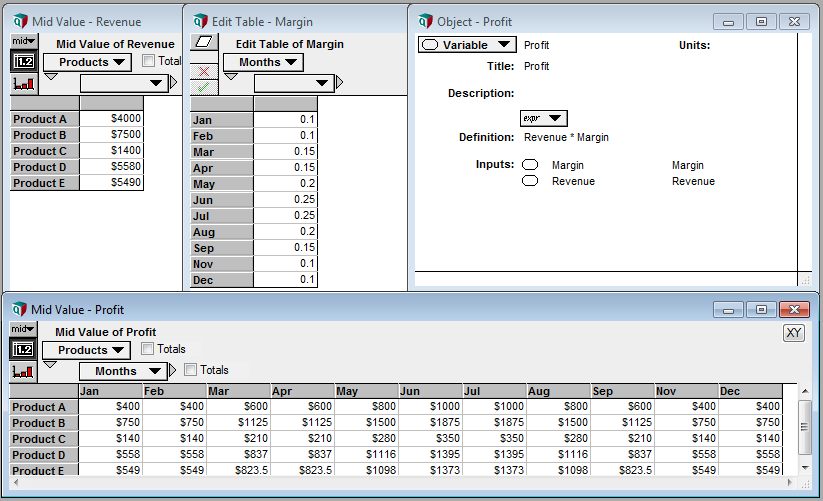 Mid Value - Revenue
mid
Mid Value of Revenue
1.2
Products
Total
Product A $4000
Product B $7500
Product C $1400
Product D $5580
Product E $5490
Edit Table - Margin
Edit Table of Margin
Months
Jan 0.1
Feb 0.1
Mar 0.15
Apr 0.15
May 0.2
Jun 0.25
Jul 0.25
Aug 0.2
Sep 0.15
Nov 0.1
Dec 0.1
Object - Profit
Variable Profit Units:
Title: Profit
Description:
expr
Definition: Revenue * Margin
Inputs: Margin Margin
Revenue Revenue
Mid Value - Profit
mid
Mid Value of Profit
XY
1.2
Products Totals
Months Totals
Jan Feb Mar Apr May Jun Jul Aug Sep Nov Dec
Product A $400 $400 $600 $600 $800 $1000 $1000 $800 $600 $400 $400
Product B $750 $750 $1125 $1125 $1500 $1875 $1875 $1500 $1125 $750 $750
Product C $140 $140 $210 $210 $280 $350 $350 $280 $210 $140 $140
Product D $558 $558 $837 $837 $1116 $1395 $1395 $1116 $837 $558 $558
Product E $549 $549 $823.5 $823.5 $1098 $1373 $1373 $1098 $823.5 $549 $549